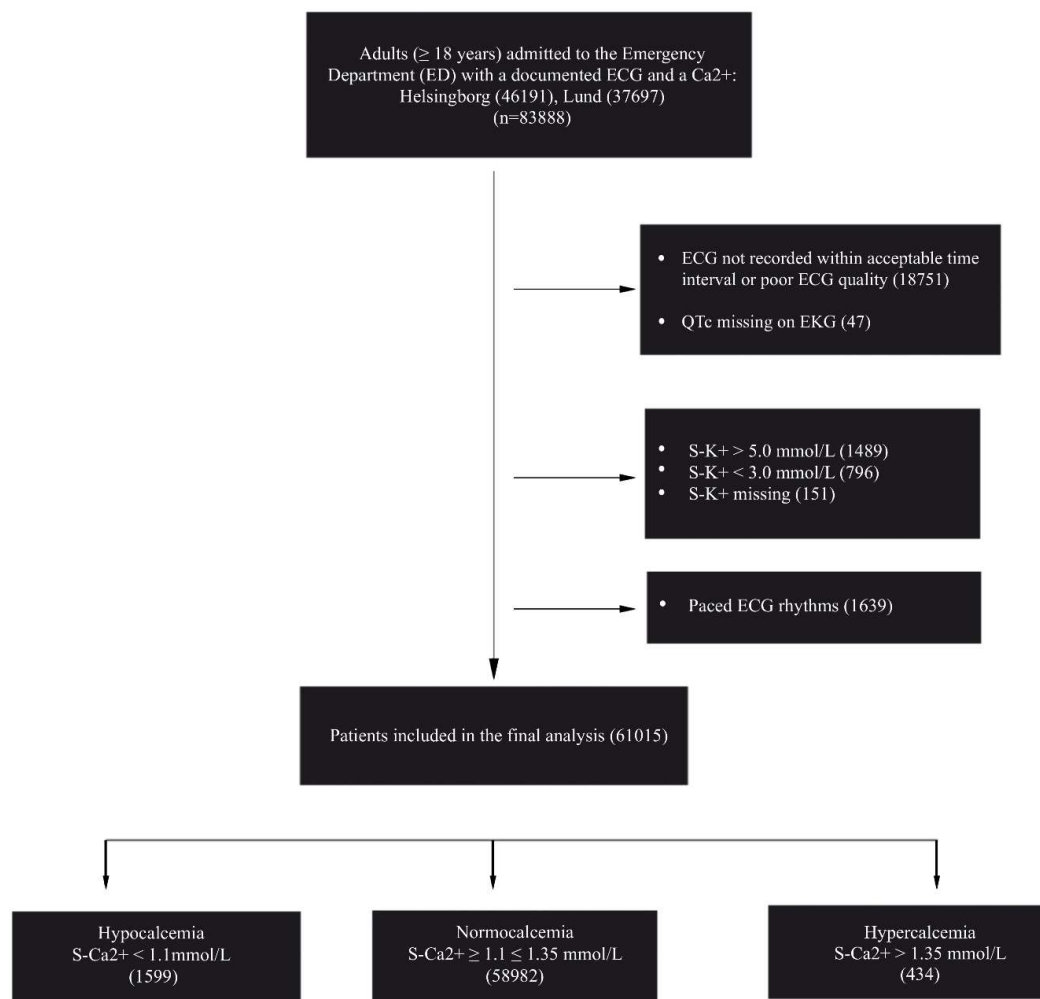 Adults (≥ 18 years) admitted to the Emergency
Department (ED) with a documented ECG and a Ca2+:
Helsingborg (46191), Lund (37697)
(n=83888)
• ECG not recorded within acceptable time
interval or poor ECG quality (18751)
• QTc missing on EKG (47)
• S-K+ > 5.0 mmol/L (1489)
• S-K+ < 3.0 mmol/L (796)
• S-K+ missing (151)
• Paced ECG rhythms (1639)
Patients included in the final analysis (61015)
Hypocalcemia
S-Ca2+ < 1.1mmol/L
(1599)
Normocalcemia
S-Ca2+ ≥ 1.1 ≤ 1.35 mmol/L
(58982)
Hypercalcemia
S-Ca2+ > 1.35 mmol/L
(434)